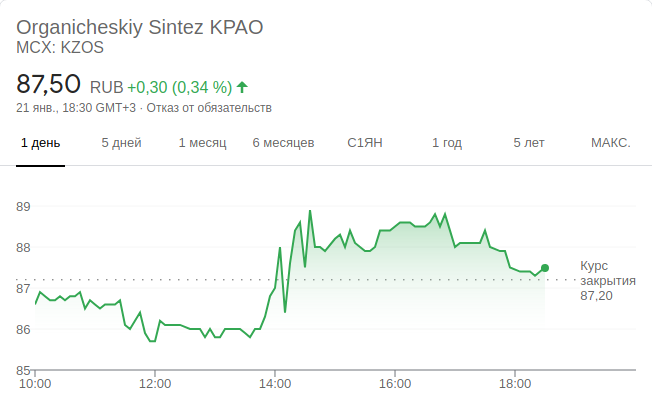 Organicheskiy Sintez KPAO
MCX: KZOS
87,50 RUB +0,30 (0,34 %)
21 янв., 18:30 GMT+3 · Отказ от обязательств
1 день 5 дней 1 месяц 6 месяцев С1ЯН 1 год 5 лет МАКС.
89
88
Курс
закрытия
87
87,20
86
85
10:00 12:00 14:00 16:00 18:00